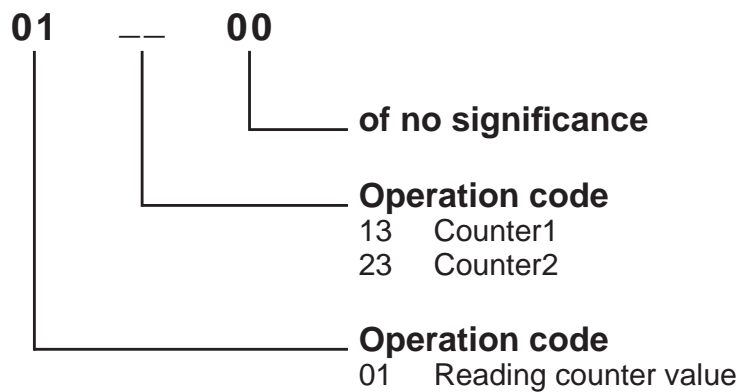 01 __ 00
of no significance
Operation code
13 Counter1
23 Counter2
Operation code
01 Reading counter value